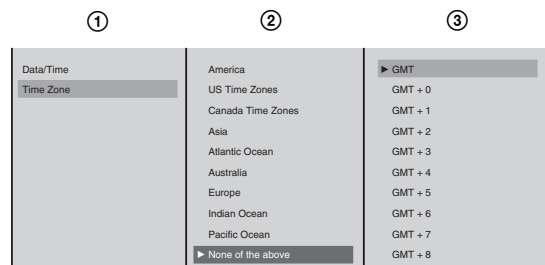 1
2
3
Data/Time
Time Zone
America
US Time Zones
Canada Time Zones
Asia
Atlantic Ocean
Australia
Europe
Indian Ocean
Pacific Ocean
► None of the above
► GMT
GMT + 0
GMT + 1
GMT + 2
GMT + 3
GMT + 4
GMT + 5
GMT + 6
GMT + 7
GMT + 8